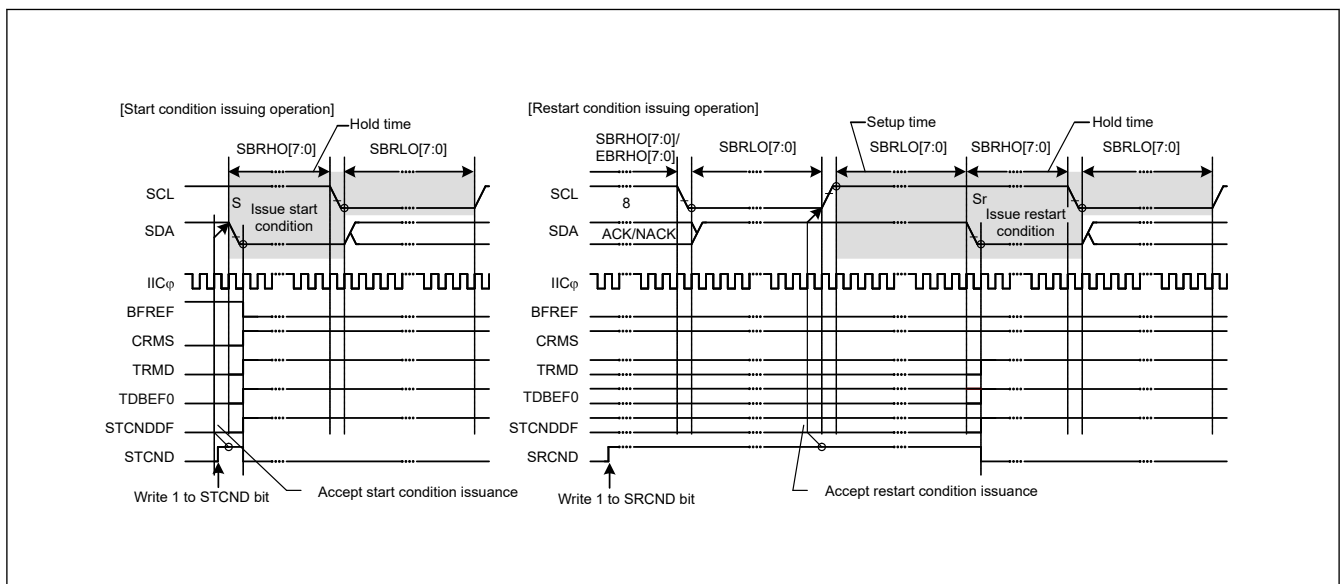 [Start condition issuing operation]
Hold time
SBRHO[7:0]
SBRLO[7:0]
SCL
S
Issue start
condition
SDA
IICφ
BFREF
CRMS
TRMD
TDBEF0
STCNDDF
STCND
Write 1 to STCND bit
Accept start condition issuance
[Restart condition issuing operation]
Setup time
Hold time
SBRHO[7:0]/
EBRHO[7:0]
SBRLO[7:0]
SBRLO[7:0]
SBRHO[7:0]
SBRLO[7:0]
SCL
8
Sr
Issue restart
condition
SDA
ACK/NACK
IICφ
BFREF
CRMS
TRMD
TDBEF0
STCNDDF
SRCND
Write 1 to SRCND bit
Accept restart condition issuance